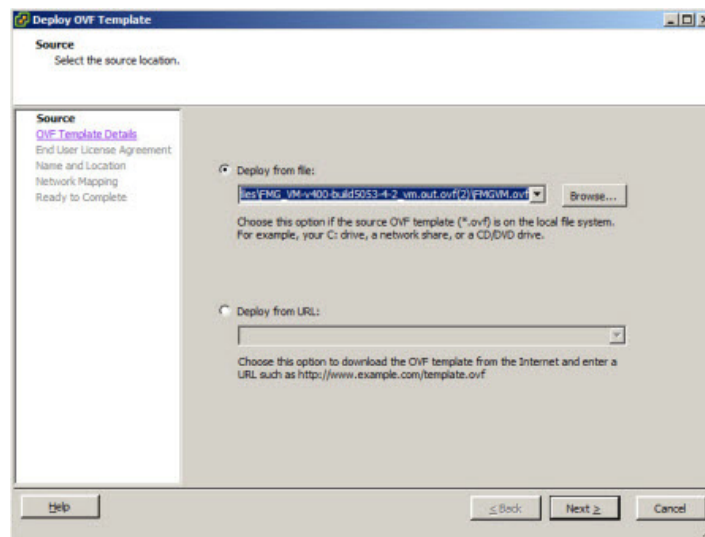 Deploy OVF Template
Source
Select the source location.
Source
OVF Template Details
End User License Agreement
Name and Location
Network Mapping
Ready to Complete
Deploy from file:
les\FMG_VM-v400-build5053-4-2_vm.out.ovf(2)\FMGVM.ovf
Browse...
Choose this option if the source OVF template (*.ovf) is on the local file system.
For example, your C: drive, a network share, or a CD/DVD drive.
Deploy from URL:
Choose this option to download the OVF template from the Internet and enter a
URL such as http://www.example.com/template.ovf
Help
≤ Back
Next ≥
Cancel